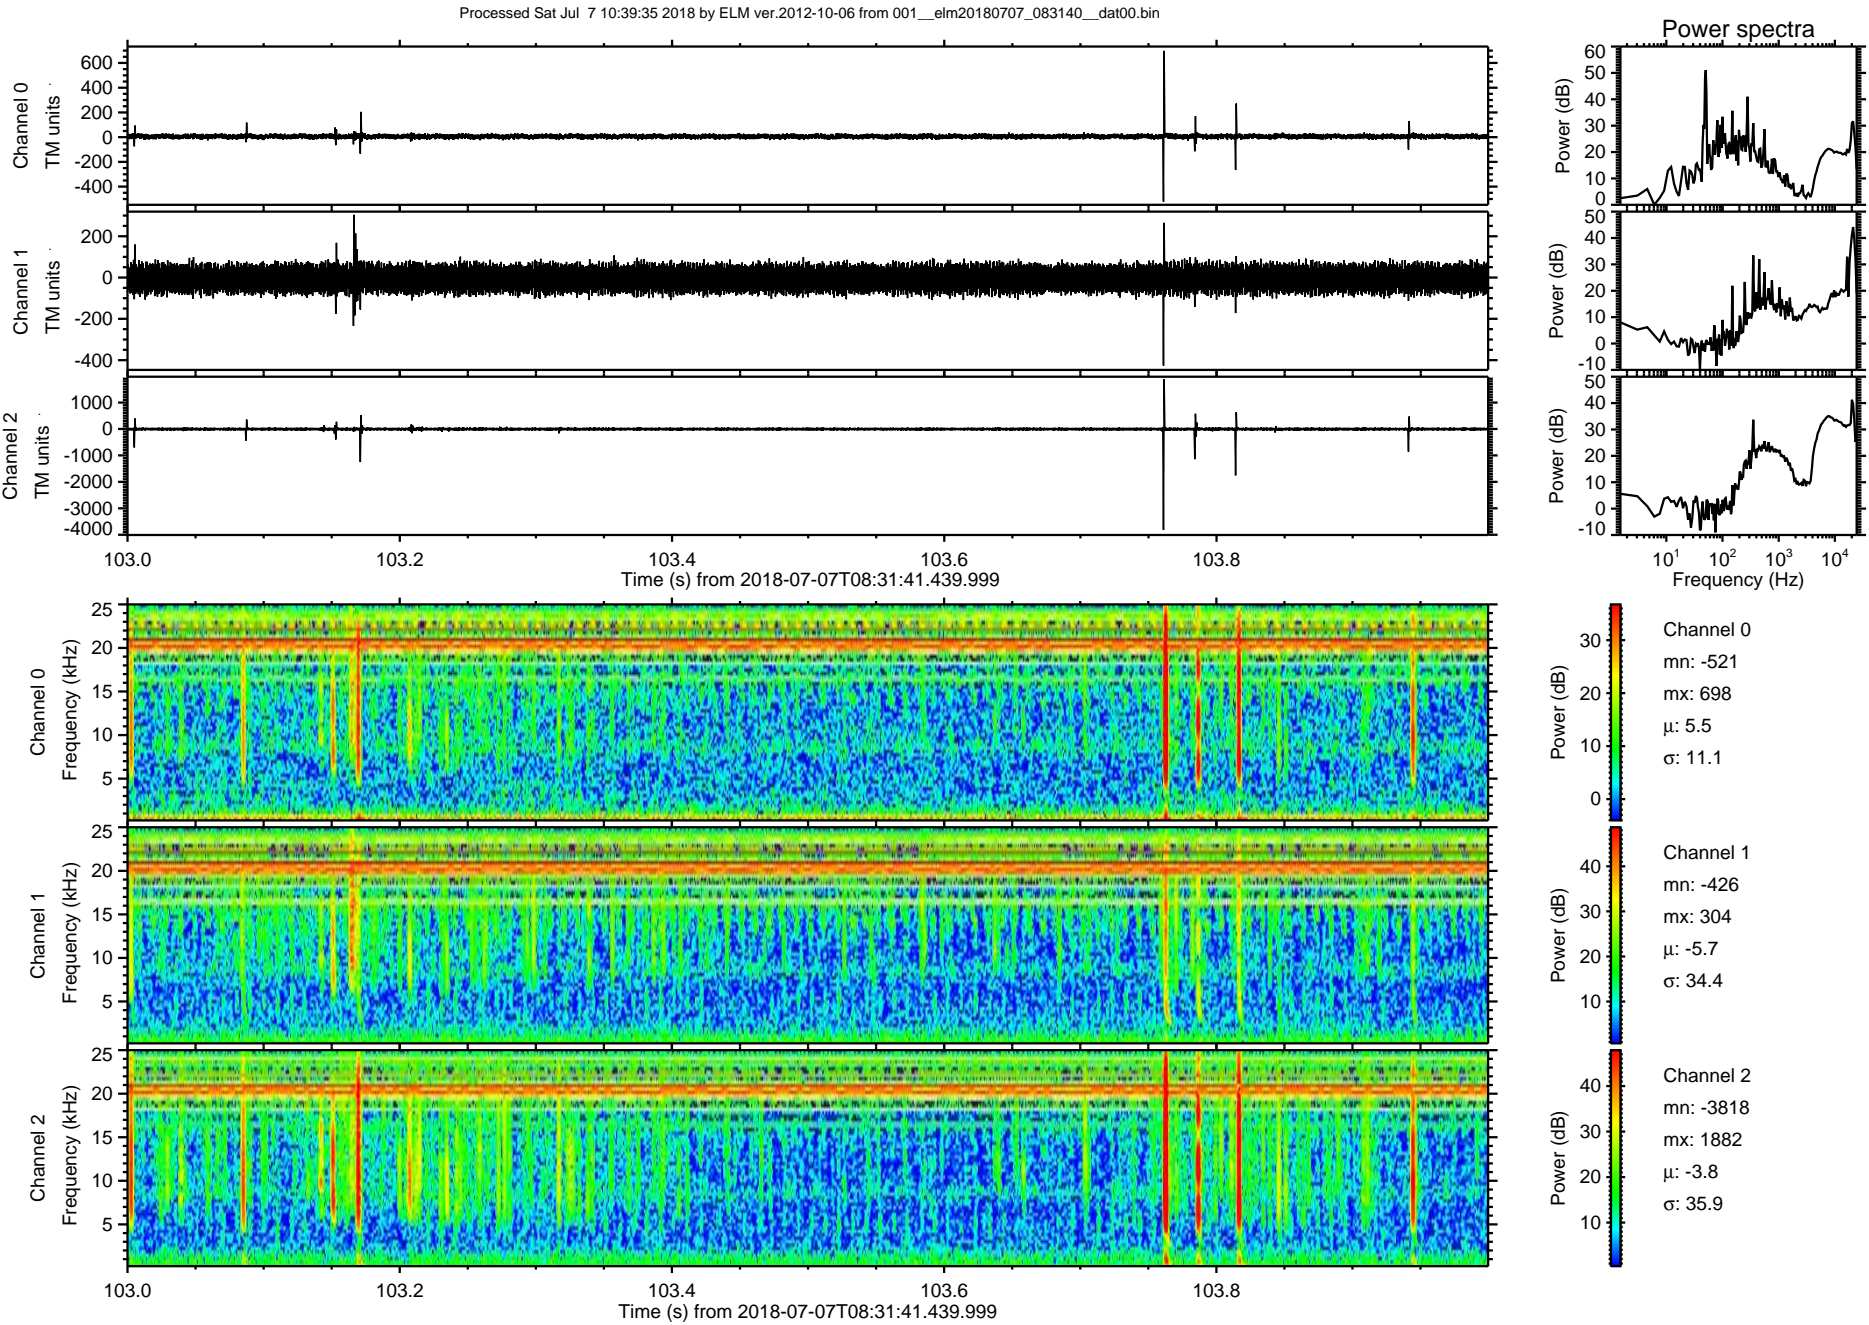 Processed Sat Jul 7 10:39:35 2018 by ELM ver.2012-10-06 from 001__elm20180707_083140__dat00.bin
Power spectra
Channel 0
TM units
600
400
200
0
-200
-400
Power (dB)
60
50
40
30
20
10
0
Channel 1
TM units
200
0
-200
-400
Power (dB)
50
40
30
20
10
0
-10
Channel 2
TM units
1000
0
-1000
-2000
-3000
-4000
Power (dB)
50
40
30
20
10
0
-10
103.0 103.2 103.4 103.6 103.8
Time (s) from 2018-07-07T08:31:41.439.999
10¹ 10² 10³ 10⁴
Frequency (Hz)
Channel 0
Frequency (kHz)
25
20
15
10
5
Power (dB)
30
20
10
0
Channel 0
mn: -521
mx: 698
μ: 5.5
σ: 11.1
Channel 1
Frequency (kHz)
25
20
15
10
5
Power (dB)
40
30
20
10
Channel 1
mn: -426
mx: 304
μ: -5.7
σ: 34.4
Channel 2
Frequency (kHz)
25
20
15
10
5
Power (dB)
40
30
20
10
Channel 2
mn: -3818
mx: 1882
μ: -3.8
σ: 35.9
103.0 103.2 103.4 103.6 103.8
Time (s) from 2018-07-07T08:31:41.439.999